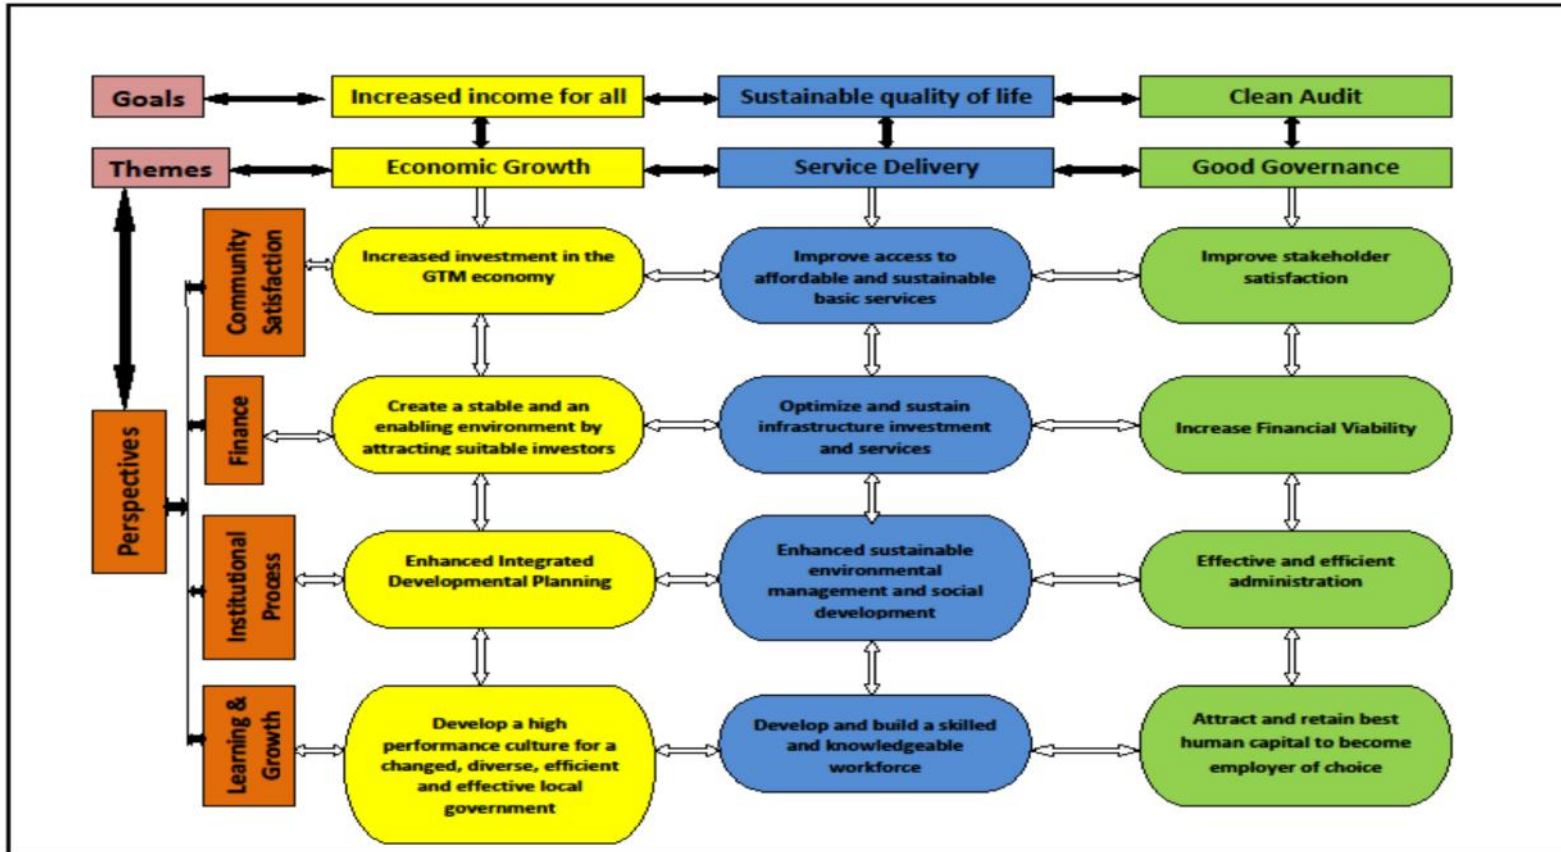 Goals
Increased income for all
Sustainable quality of life
Clean Audit
Themes
Economic Growth
Service Delivery
Good Governance
Perspectives
Community
Satisfaction
Increased investment in the
GTM economy
Improve access to
affordable and sustainable
basic services
Improve stakeholder
satisfaction
Finance
Create a stable and an
enabling environment by
attracting suitable investors
Optimize and sustain
infrastructure investment
and services
Increase Financial Viability
Institutional
Process
Enhanced Integrated
Developmental Planning
Enhanced sustainable
environmental
management and social
development
Effective and efficient
administration
Learning &
Growth
Develop a high
performance culture for a
changed, diverse, efficient
and effective local
government
Develop and build a skilled
and knowledgeable
workforce
Attract and retain best
human capital to become
employer of choice